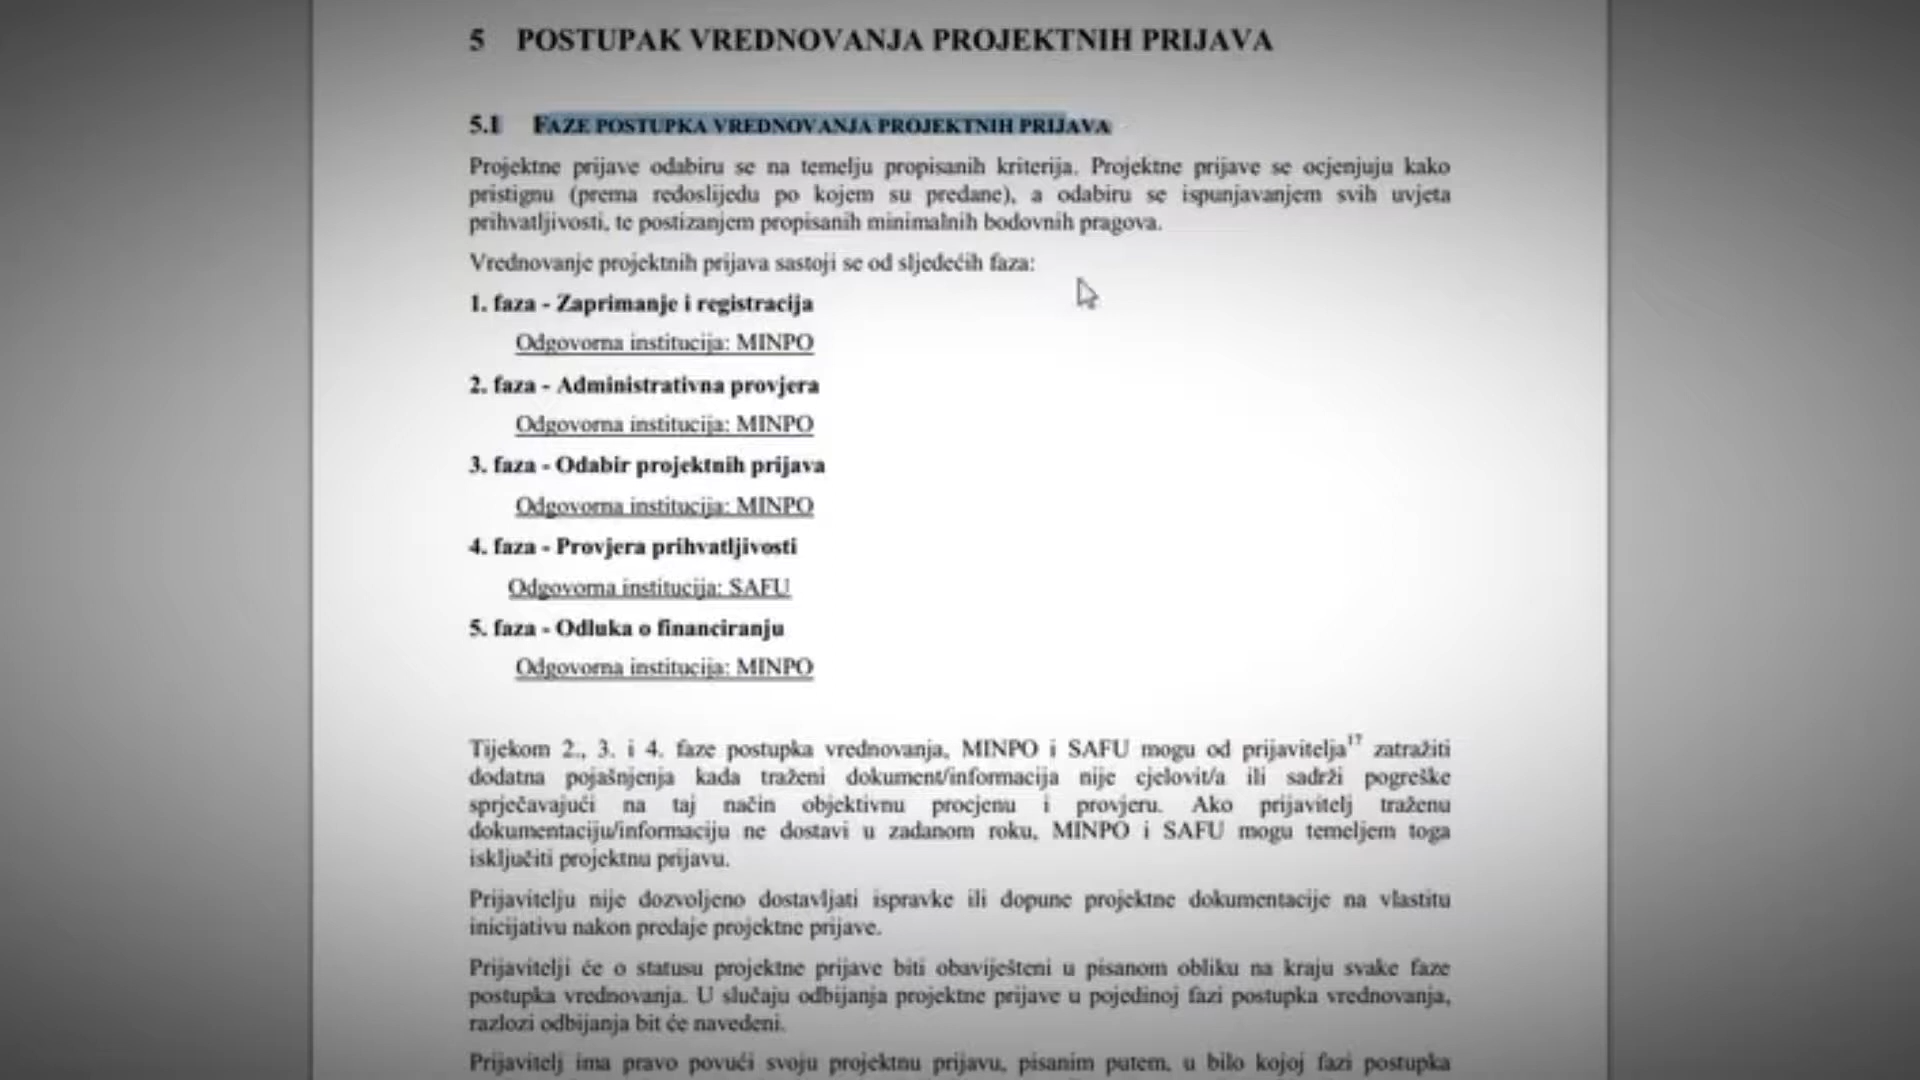 5 POSTUPAK VREDNOVANJA PROJEKTNIH PRIJAVA
5.1 FAZE POSTUPKA VREDNOVANJA PROJEKTNIH PRIJAVA
Projektne prijave odabiru se na temelju propisanih kriterija. Projektne prijave se ocjenjuju kako
pristignu (prema redoslijedu po kojem su predane), a odabiru se ispunjavanjem svih uvjeta
prihvatljivosti, te postizanjem propisanih minimalnih bodovnih pragova.
Vrednovanje projektnih prijava sastoji se od sljedećih faza:
1. faza - Zaprimanje i registracija
Odgovorna institucija: MINPO
2. faza - Administrativna provjera
Odgovorna institucija: MINPO
3. faza - Odabir projektnih prijava
Odgovorna institucija: MINPO
4. faza - Provjera prihvatljivosti
Odgovorna institucija: SAFU
5. faza - Odluka o financiranju
Odgovorna institucija: MINPO
Tijekom 2., 3. i 4. faze postupka vrednovanja, MINPO i SAFU mogu od prijavitelja17 zatražiti
dodatna pojašnjenja kada traženi dokument/informacija nije cjelovit/a ili sadrži pogreške
sprječavajući na taj način objektivnu procjenu i provjeru. Ako prijavitelj traženu
dokumentaciju/informaciju ne dostavi u zadanom roku, MINPO i SAFU mogu temeljem toga
isključiti projektnu prijavu.
Prijavitelju nije dozvoljeno dostavljati ispravke ili dopune projektne dokumentacije na vlastitu
inicijativu nakon predaje projektne prijave.
Prijavitelji će o statusu projektne prijave biti obaviješteni u pisanom obliku na kraju svake faze
postupka vrednovanja. U slučaju odbijanja projektne prijave u pojedinoj fazi postupka vrednovanja,
razlozi odbijanja bit će navedeni.
Prijavitelj ima pravo povući svoju projektnu prijavu, pisanim putem, u bilo kojoj fazi postupka